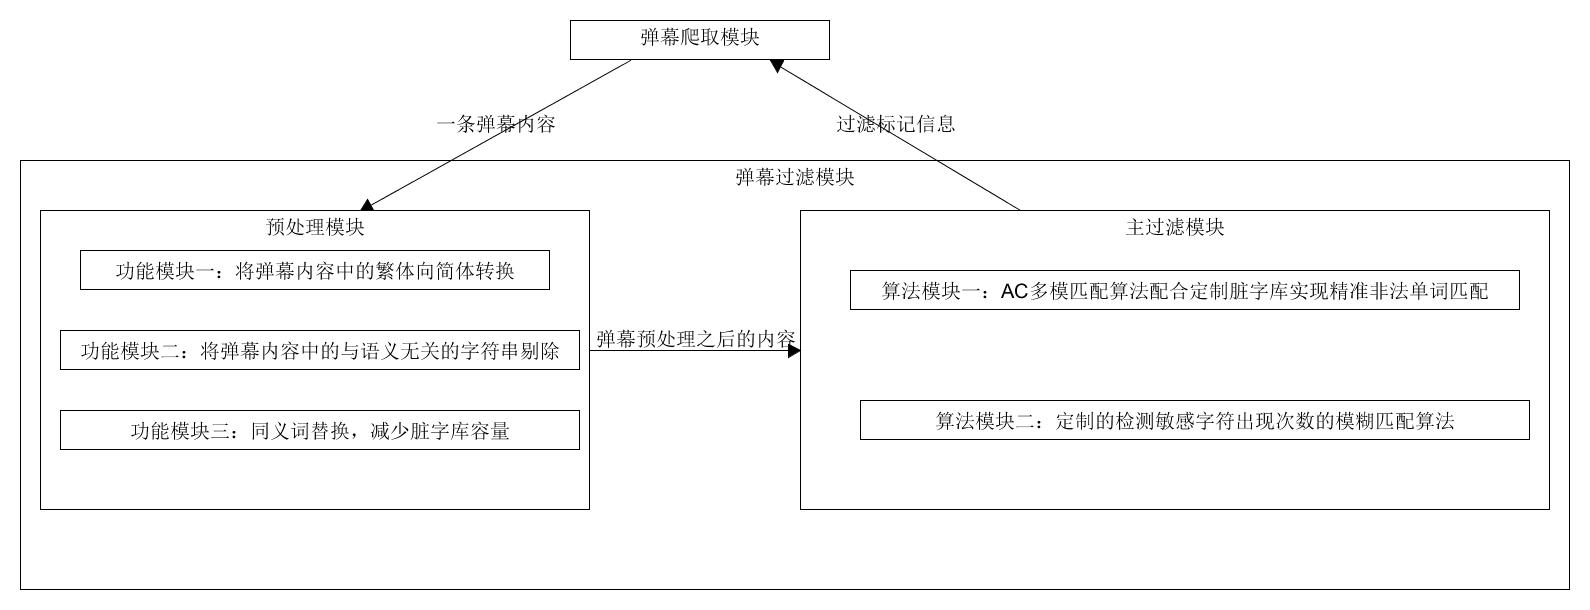 弹幕爬取模块
一条弹幕内容
过滤标记信息
弹幕过滤模块
预处理模块
功能模块一：将弹幕内容中的繁体向简体转换
功能模块二：将弹幕内容中的与语义无关的字符串剔除
功能模块三：同义词替换，减少脏字库容量
弹幕预处理之后的内容
主过滤模块
算法模块一：AC多模匹配算法配合定制脏字库实现精准非法单词匹配
算法模块二：定制的检测敏感字符出现次数的模糊匹配算法